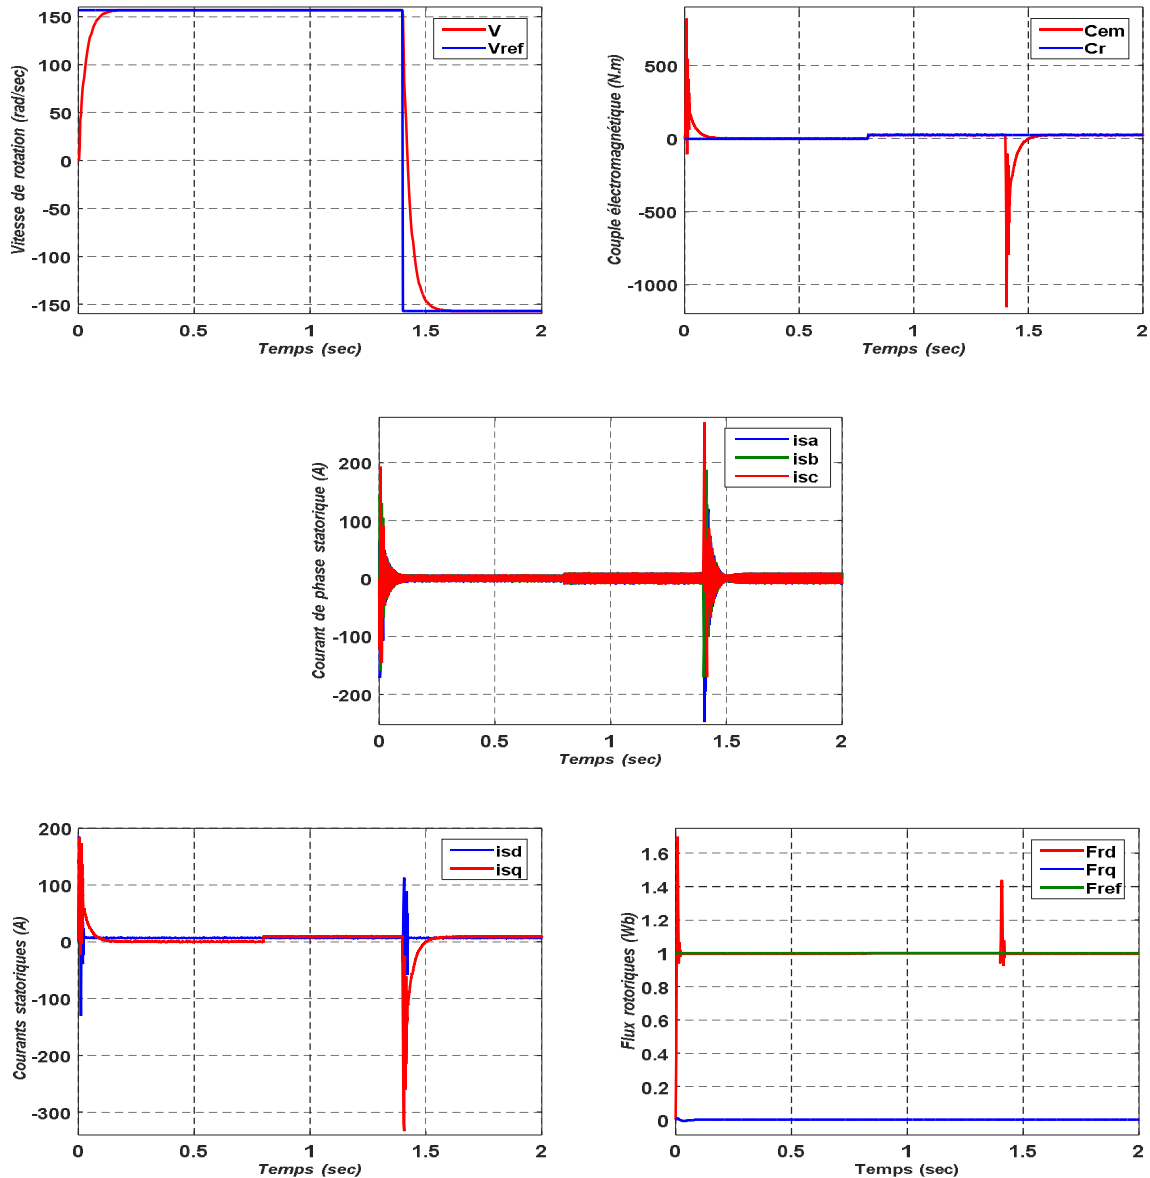 Vitesse de rotation (rad/sec)
150
100
50
0
-50
-100
-150
V
Vref
0
0.5
1
1.5
2
Temps (sec)
Couple électromagnétique (N.m)
500
0
-500
-1000
Cem
Cr
0
0.5
1
1.5
2
Temps (sec)
Courant de phase statorique (A)
200
100
0
-100
-200
isa
isb
isc
0
0.5
1
1.5
2
Temps (sec)
Courants statoriques (A)
200
100
0
-100
-200
-300
isd
isq
0
0.5
1
1.5
2
Temps (sec)
Flux rotoriques (Wb)
1.6
1.4
1.2
1
0.8
0.6
0.4
0.2
0
Frd
Frq
Fref
0
0.5
1
1.5
2
Temps (sec)